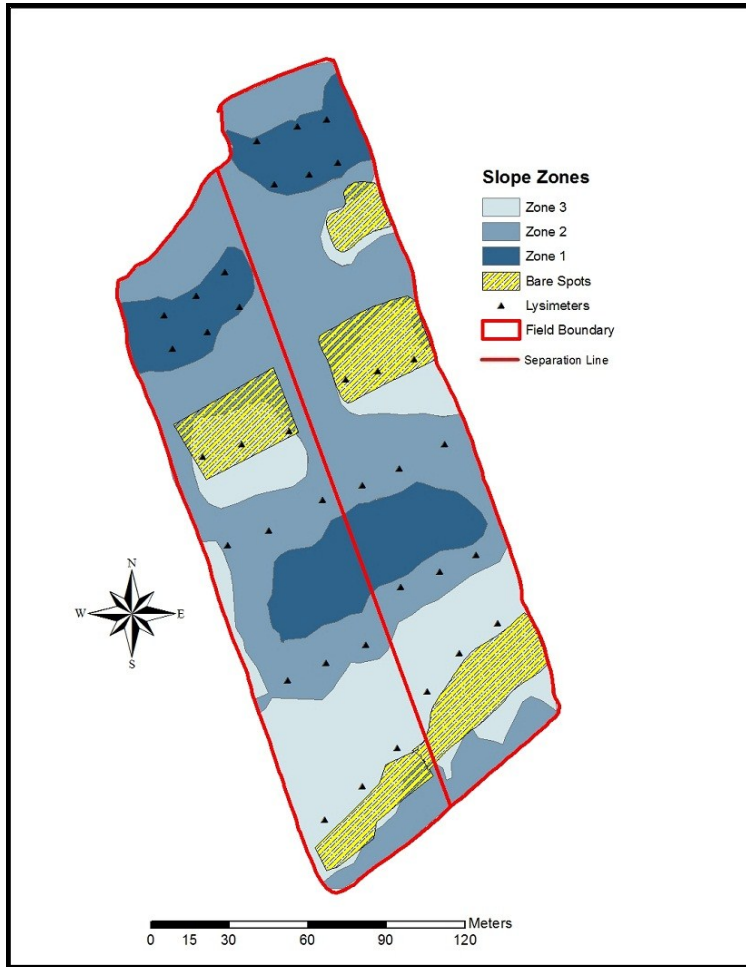 Slope Zones
Zone 3
Zone 2
Zone 1
Bare Spots
Lysimeters
Field Boundary
Separation Line
N
W E
S
Meters
0 15 30 60 90 120